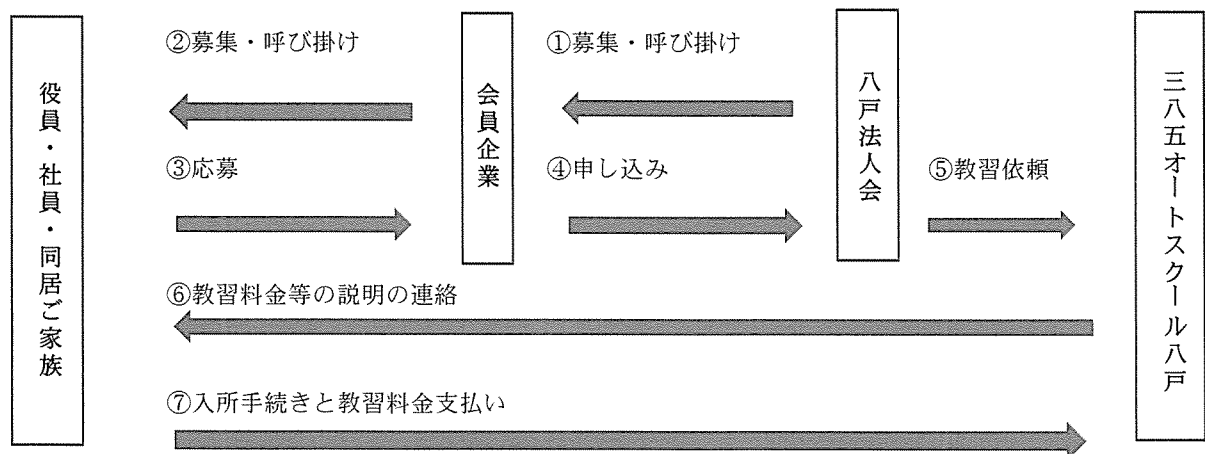 役員・社員・同居ご家族
会員企業
八戸法人会
三八五オートスクール八戸
②募集・呼び掛け
①募集・呼び掛け
③応募
④申し込み
⑤教習依頼
⑥教習料金等の説明の連絡
⑦入所手続きと教習料金支払い